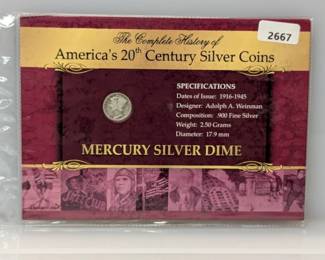 The Complete History of
2667
America's 20th Century Silver Coins
SPECIFICATIONS
Dates of Issue: 1916-1945
Designer: Adolph A. Weinman
Composition: .900 Fine Silver
Weight: 2.50 Grams
Diameter: 17.9 mm
MERCURY SILVER DIME